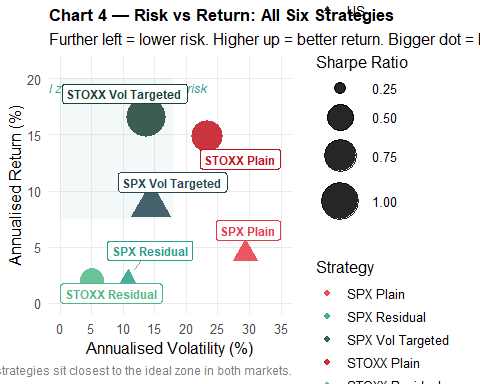 Chart 4 — Risk vs Return: All Six Strategies
US
Further left = lower risk. Higher up = better return. Bigger dot =
Sharpe Ratio
0.25
0.50
0.75
1.00
Annualised Return (%)
20
15
10
5
0
risk
STOXX Vol Targeted
STOXX Plain
SPX Vol Targeted
SPX Plain
SPX Residual
STOXX Residual
0 5 10 15 20 25 30 35
Annualised Volatility (%)
Strategy
SPX Plain
SPX Residual
SPX Vol Targeted
STOXX Plain
STOXX Residual
strategies sit closest to the ideal zone in both markets.